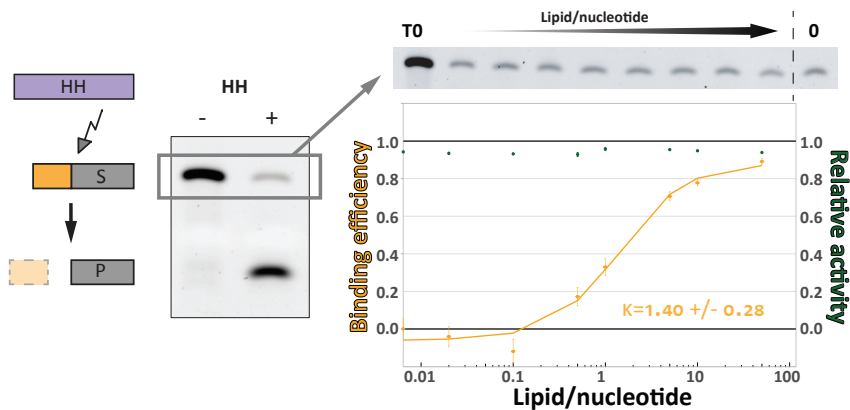 Lipid/nucleotide
T0
0
HH
HH
- +
S
P
Binding efficiency
Relative activity
1.0
0.8
0.6
0.4
0.2
0.0
1.0
0.8
0.6
0.4
0.2
0.0
K=1.40 +/- 0.28
0.01 0.1 1 10 100
Lipid/nucleotide